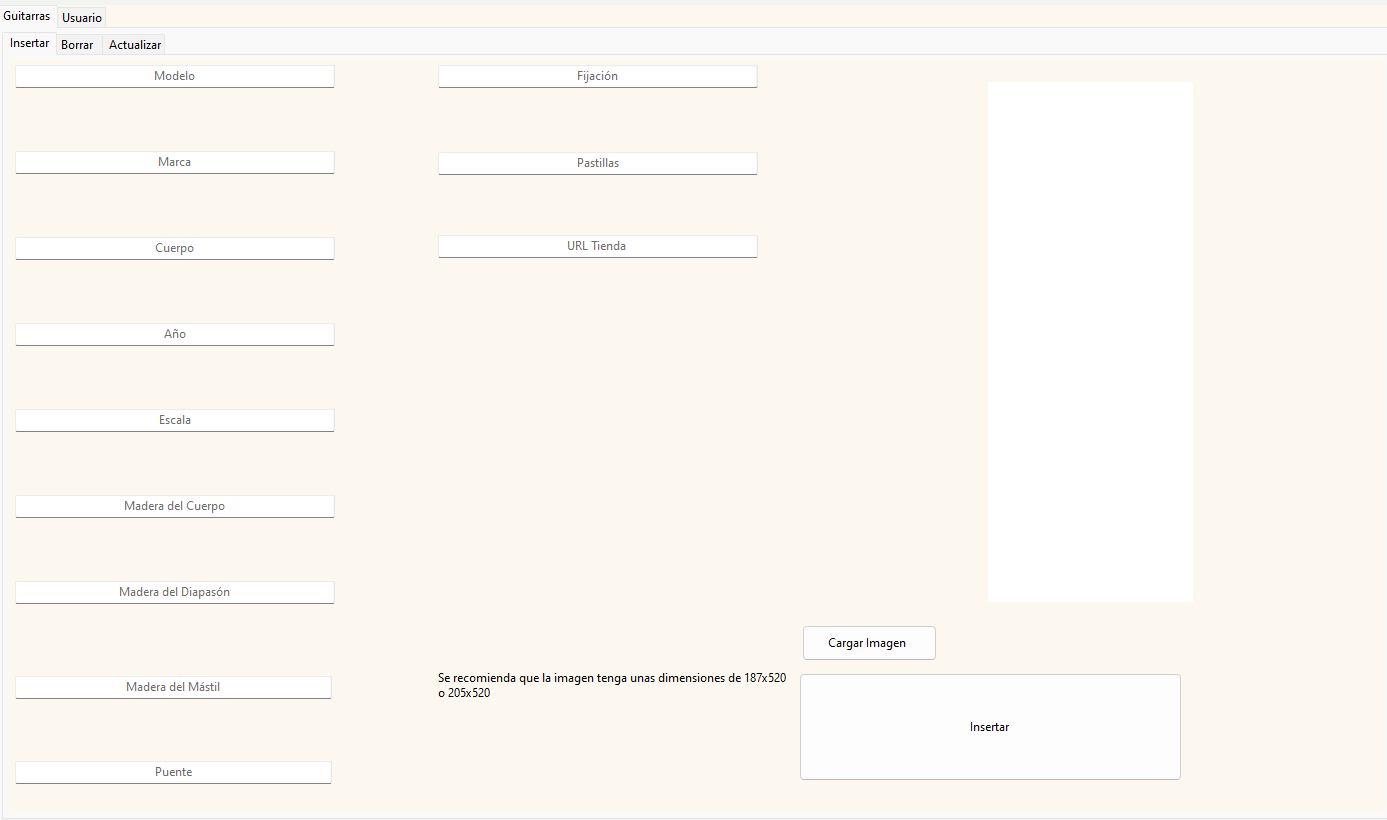 Guitarras Usuario
Insertar Borrar Actualizar
Modelo
Marca
Cuerpo
Año
Escala
Madera del Cuerpo
Madera del Diapasón
Madera del Mástil
Puente
Fijación
Pastillas
URL Tienda
Se recomienda que la imagen tenga unas dimensiones de 187x520
o 205x520
Cargar Imagen
Insertar